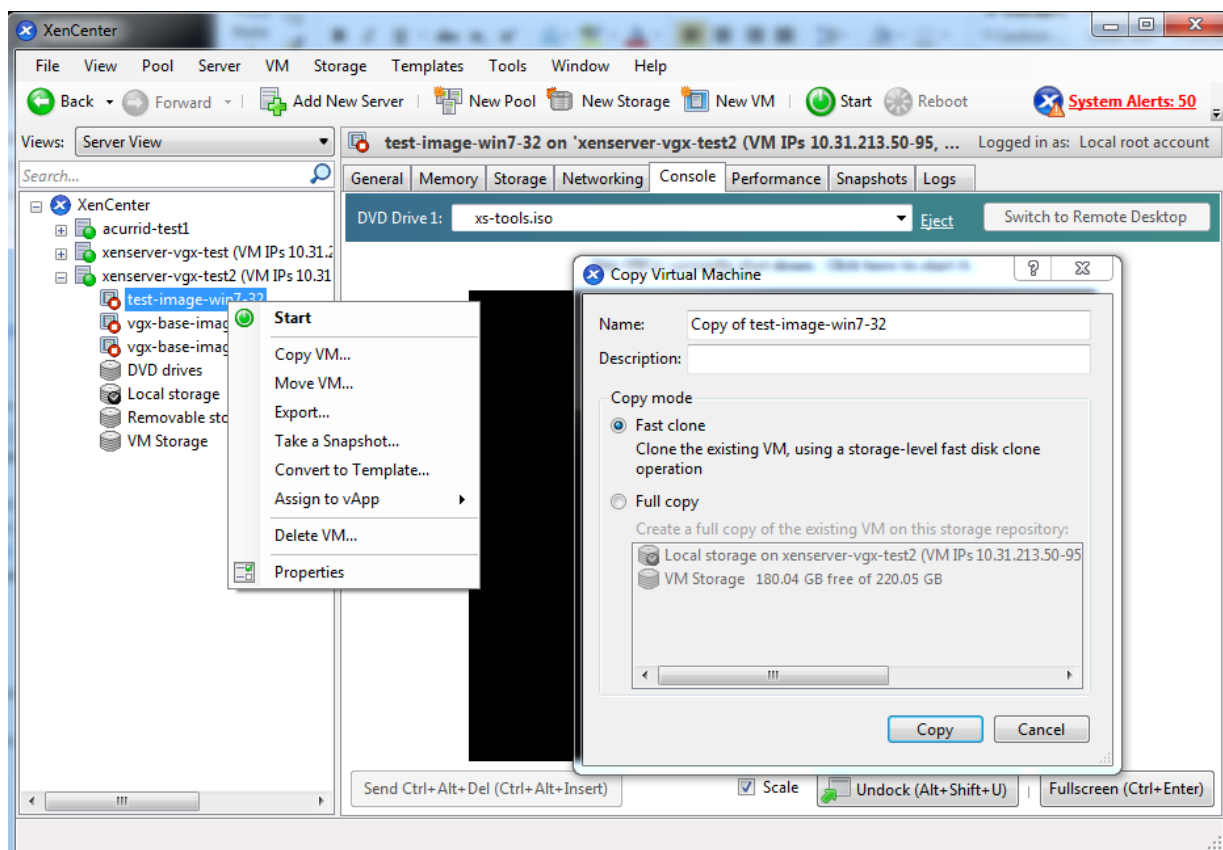 XenCenter
File View Pool Server VM Storage Templates Tools Window Help
Back Forward Add New Server New Pool New Storage New VM Start Reboot System Alerts: 50
Views: Server View
test-image-win7-32 on 'xenserver-vgx-test2 (VM IPs 10.31.213.50-95, ... Logged in as: Local root account
Search...
General Memory Storage Networking Console Performance Snapshots Logs
DVD Drive 1: xs-tools.iso Eject Switch to Remote Desktop
XenCenter
acurrid-test1
xenserver-vgx-test (VM IPs 10.31.2
xenserver-vgx-test2 (VM IPs 10.31
test-image-win7-32
vgx-base-imag
vgx-base-imag
DVD drives
Local storage
Removable sto
VM Storage
Start
Copy VM...
Move VM...
Export...
Take a Snapshot...
Convert to Template...
Assign to vApp
Delete VM...
Properties
Copy Virtual Machine
Name: Copy of test-image-win7-32
Description:
Copy mode
Fast clone
Clone the existing VM, using a storage-level fast disk clone
operation
Full copy
Create a full copy of the existing VM on this storage repository:
Local storage on xenserver-vgx-test2 (VM IPs 10.31.213.50-95
VM Storage 180.04 GB free of 220.05 GB
Copy Cancel
Send Ctrl+Alt+Del (Ctrl+Alt+Insert) Scale Undock (Alt+Shift+U) Fullscreen (Ctrl+Enter)